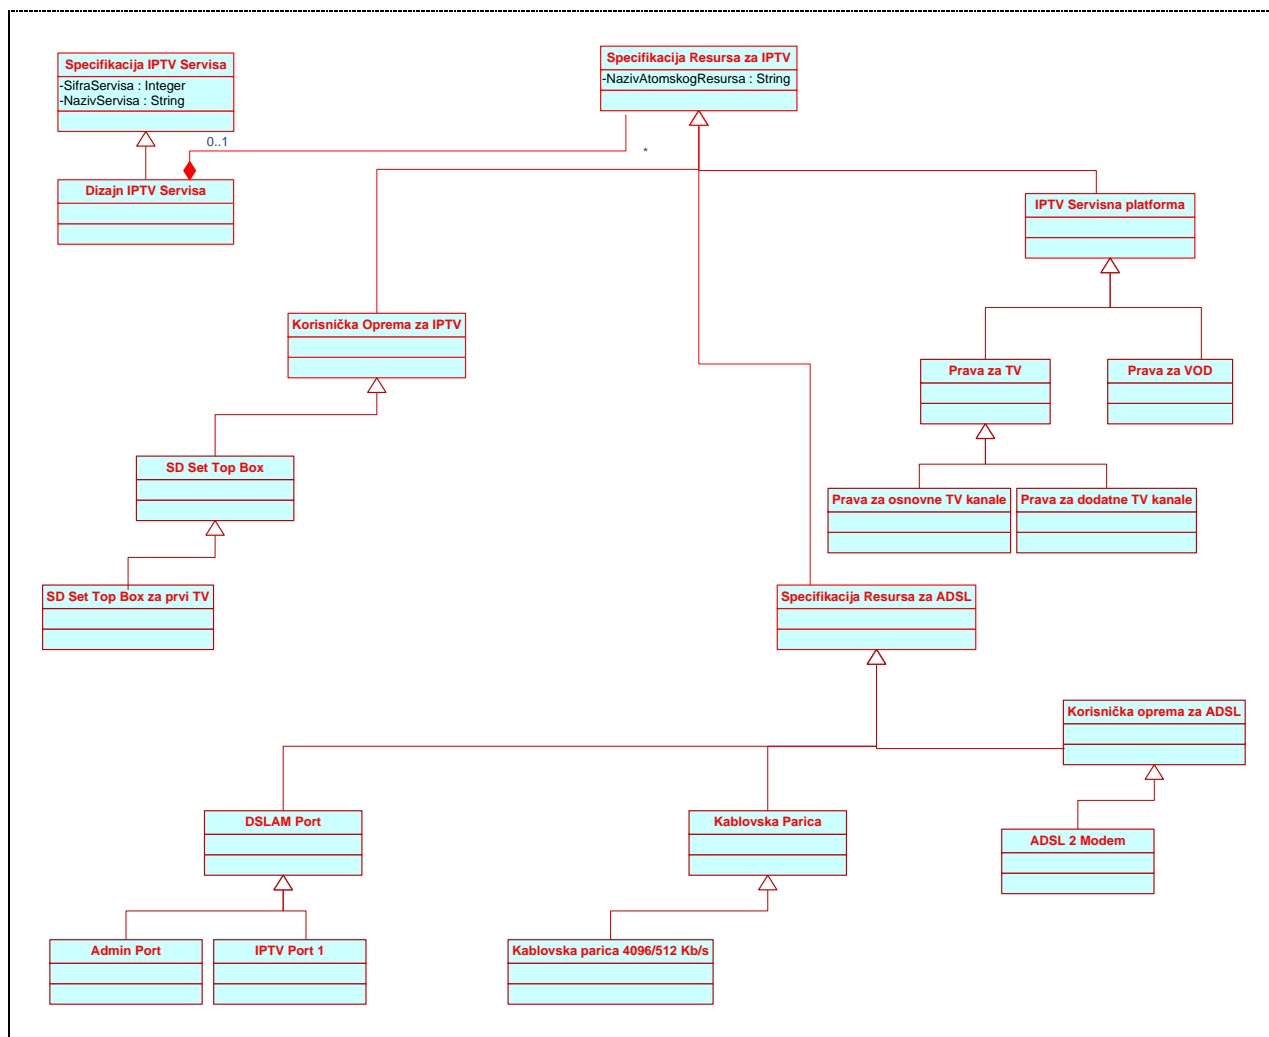 Specifikacija IPTV Servisa
-SifraServisa : Integer
-NazivServisa : String
Specifikacija Resursa za IPTV
-NazivAtomskogResursa : String
0..1
*
Dizajn IPTV Servisa
IPTV Servisna platforma
Korisnička Oprema za IPTV
Prava za TV
Prava za VOD
SD Set Top Box
Prava za osnovne TV kanale
Prava za dodatne TV kanale
SD Set Top Box za prvi TV
Specifikacija Resursa za ADSL
Korisnička oprema za ADSL
DSLAM Port
Kablovska Parica
ADSL 2 Modem
Admin Port
IPTV Port 1
Kablovska parica 4096/512 Kb/s